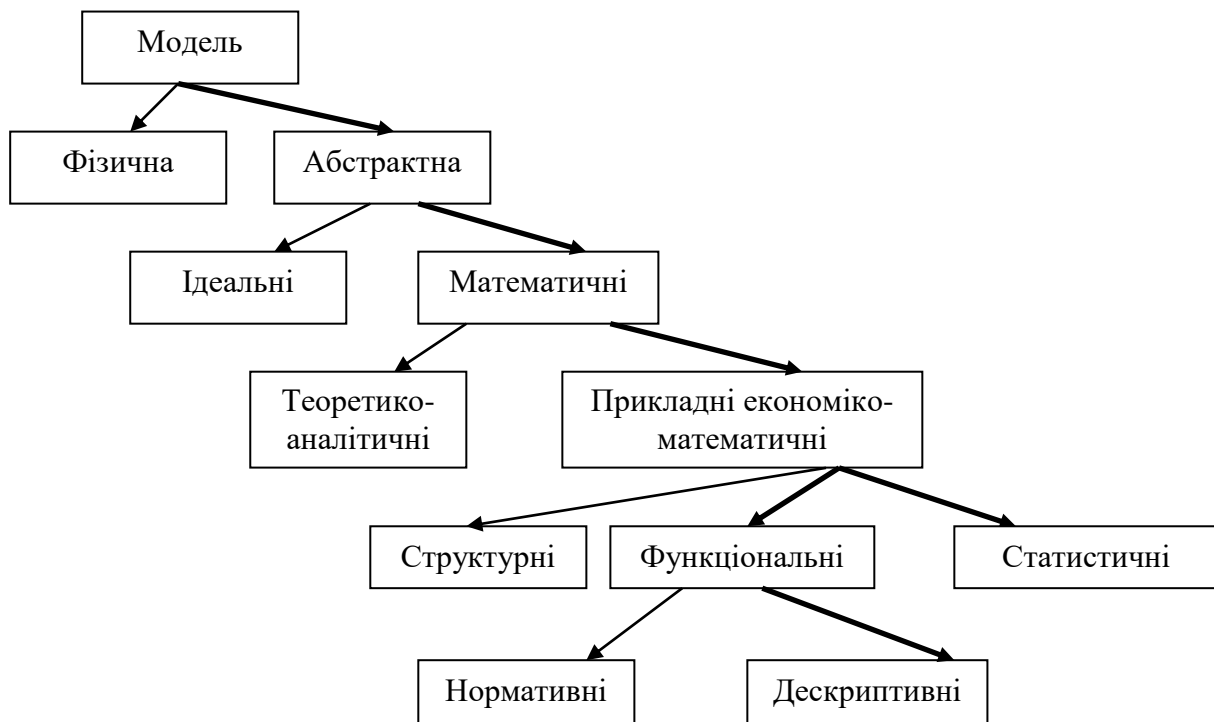 Модель
Фізична
Абстрактна
Ідеальні
Математичні
Теоретико-
аналітичні
Прикладні економіко-
математичні
Структурні
Функціональні
Статистичні
Нормативні
Дескриптивні